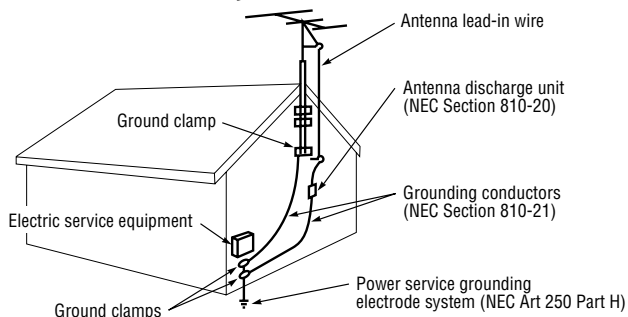 Antenna lead-in wire
Antenna discharge unit
(NEC Section 810-20)
Ground clamp
Grounding conductors
(NEC Section 810-21)
Electric service equipment
Power service grounding
electrode system (NEC Art 250 Part H)
Ground clamps